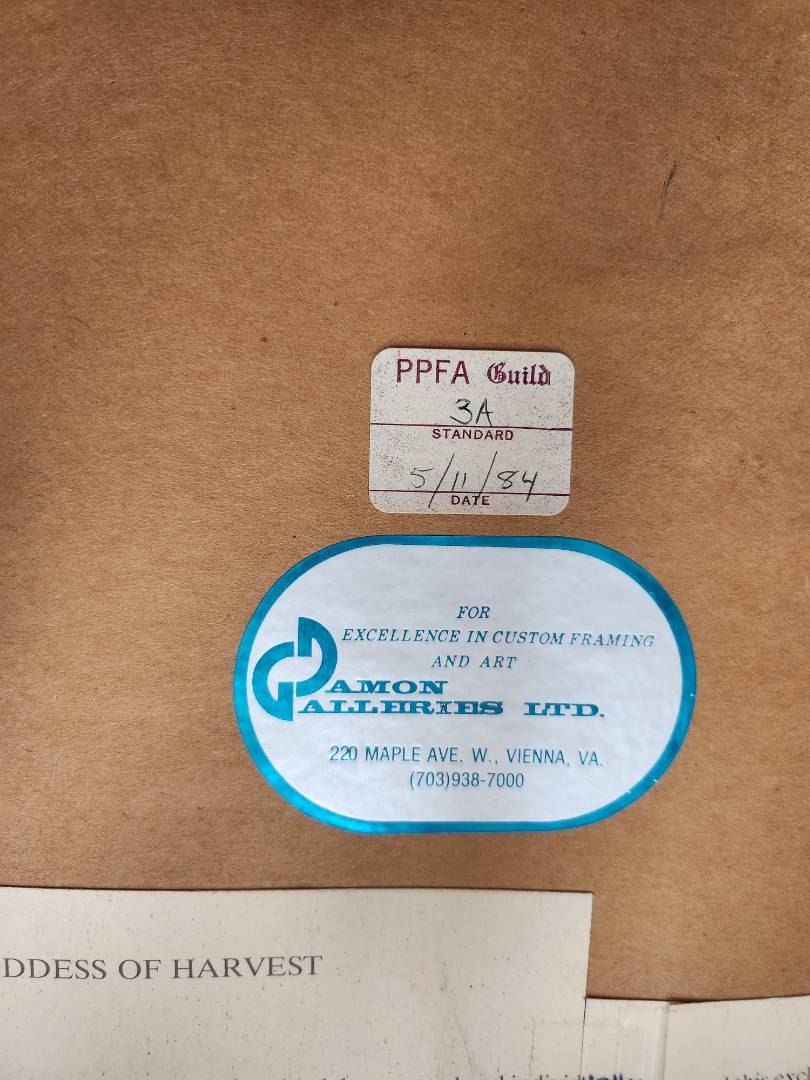 PPFA Guild
3A
STANDARD
5/11/84
DATE
FOR
EXCELLENCE IN CUSTOM FRAMING
AND ART
DAMON
GALLERIES LTD.
220 MAPLE AVE. W., VIENNA, VA.
(703)938-7000
DDESS OF HARVEST